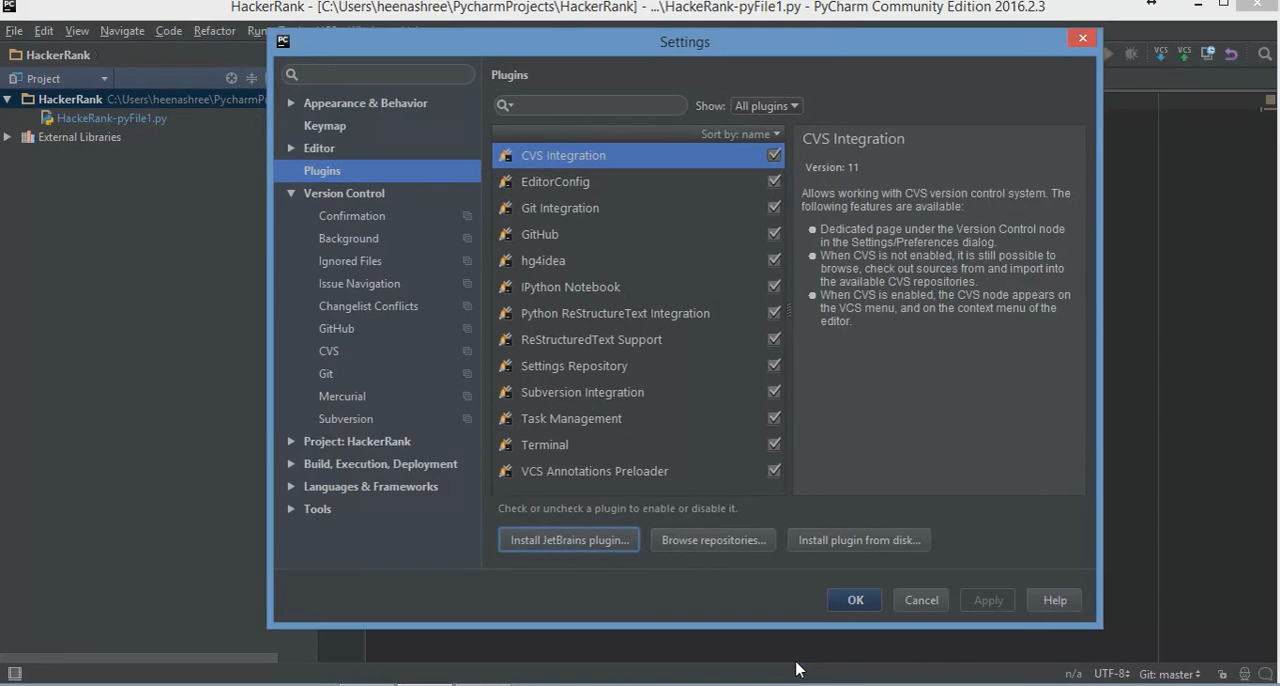 HackerRank - [C:\Users\heenashree\PycharmProjects\HackerRank] - ...\HackeRank-pyFile1.py - PyCharm Community Edition 2016.2.3
File Edit View Navigate Code Refactor
HackerRank
Project
HackerRank C:\Users\heenashree\PycharmP
HackeRank-pyFile1.py
External Libraries
PC
Settings
Appearance & Behavior
Keymap
Editor
Plugins
Version Control
Confirmation
Background
Ignored Files
Issue Navigation
Changelist Conflicts
GitHub
CVS
Git
Mercurial
Subversion
Project: HackerRank
Build, Execution, Deployment
Languages & Frameworks
Tools
Plugins
Show: All plugins
Sort by: name
CVS Integration
EditorConfig
Git Integration
GitHub
hg4idea
IPython Notebook
Python ReStructureText Integration
ReStructuredText Support
Settings Repository
Subversion Integration
Task Management
Terminal
VCS Annotations Preloader
CVS Integration
Version: 11
Allows working with CVS version control system. The
following features are available:
Dedicated page under the Version Control node
in the Settings/Preferences dialog.
When CVS is not enabled, it is still possible to
browse, check out sources from and import into
the available CVS repositories.
When CVS is enabled, the CVS node appears on
the VCS menu, and on the context menu of the
editor.
Check or uncheck a plugin to enable or disable it.
Install JetBrains plugin... Browse repositories... Install plugin from disk...
OK Cancel Apply Help
VCS VCS
n/a UTF-8 Git: master